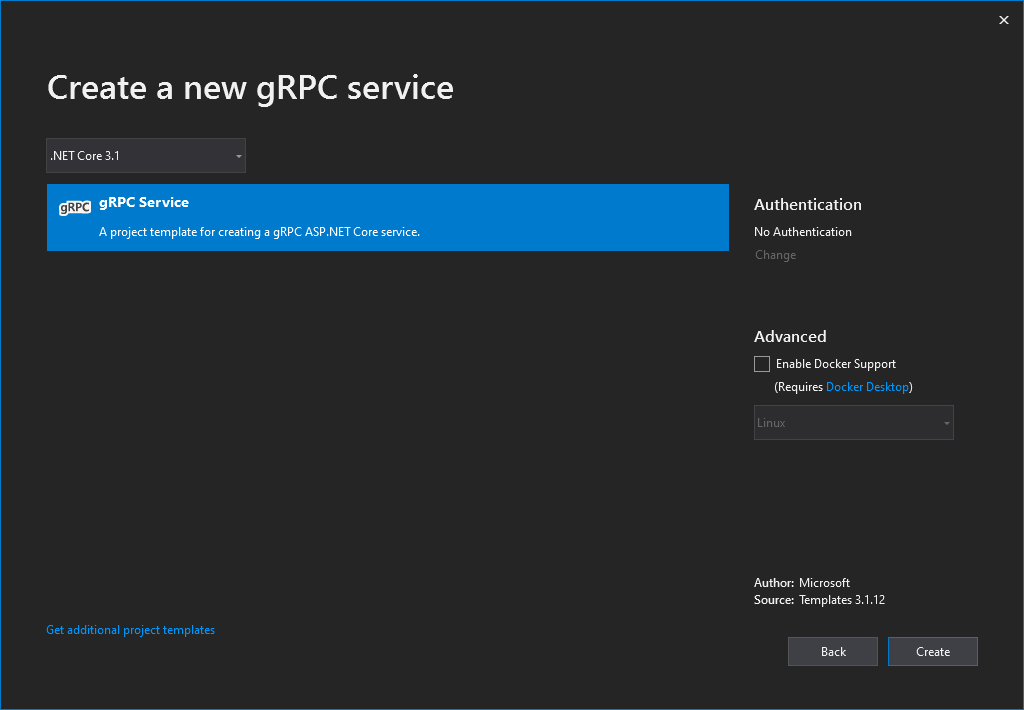 Create a new gRPC service
.NET Core 3.1
gRPC
gRPC Service
A project template for creating a gRPC ASP.NET Core service.
Authentication
No Authentication
Change
Advanced
Enable Docker Support
(Requires Docker Desktop)
Linux
Author: Microsoft
Source: Templates 3.1.12
Get additional project templates
Back
Create